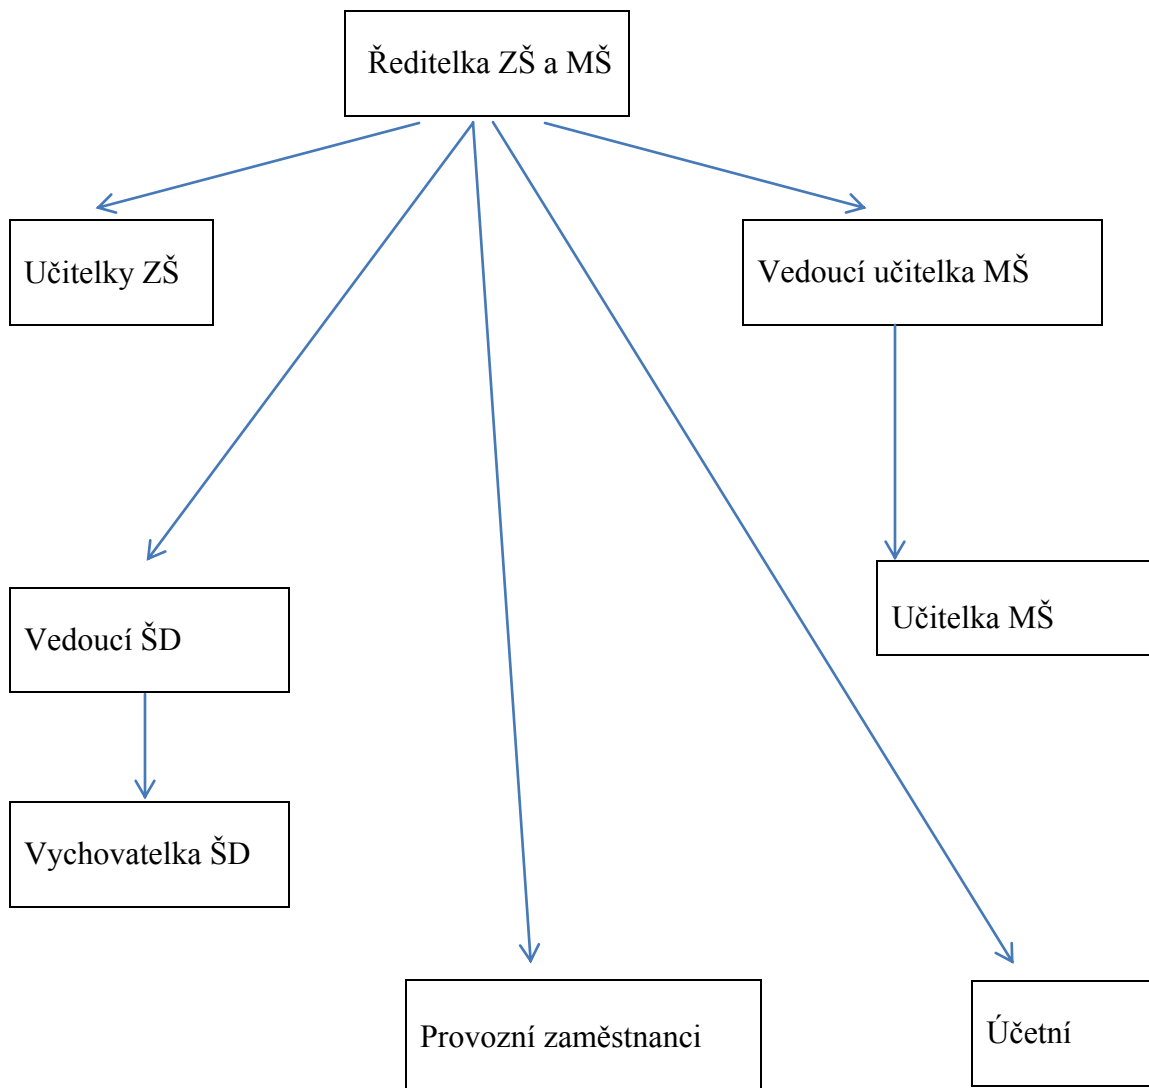 Ředitelka ZŠ a MŠ
Učitelky ZŠ
Vedoucí učitelka MŠ
Vedoucí ŠD
Učitelka MŠ
Vychovatelka ŠD
Provozní zaměstnanci
Účetní